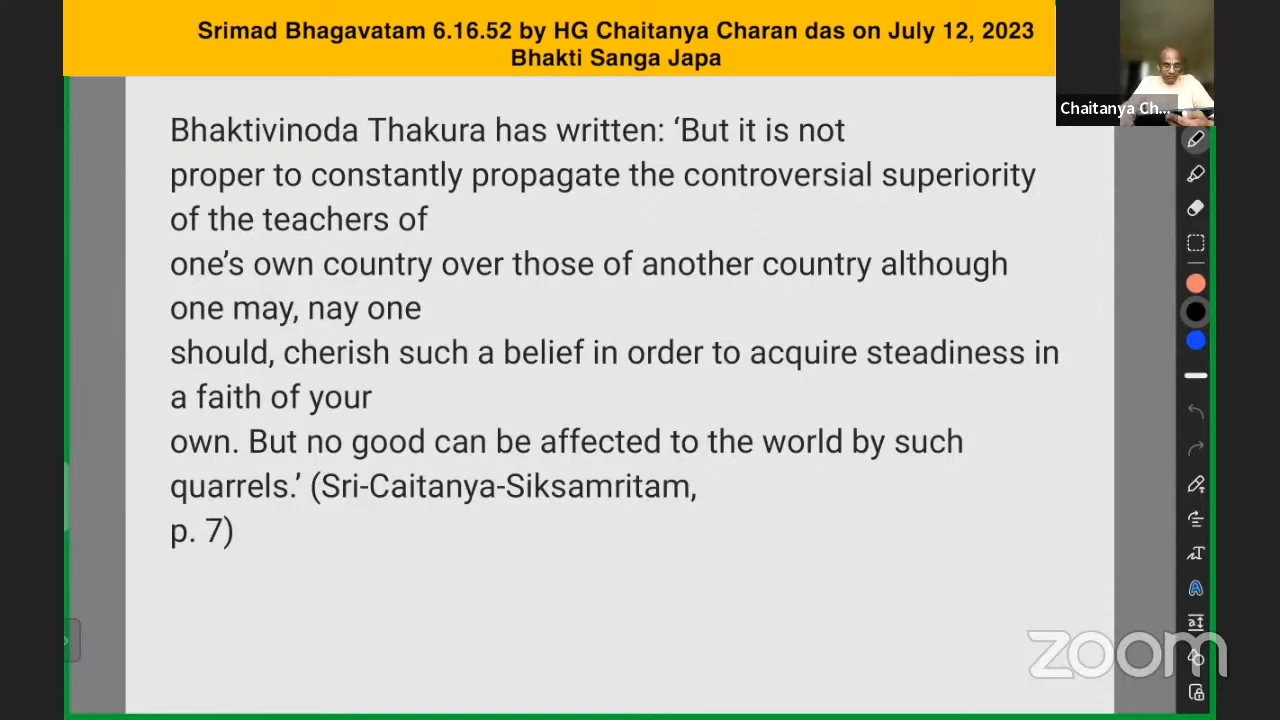 Srimad Bhagavatam 6.16.52 by HG Chaitanya Charan das on July 12, 2023
Bhakti Sanga Japa
Chaitanya Ch...
Bhaktivinoda Thakura has written: ‘But it is not
proper to constantly propagate the controversial superiority
of the teachers of
one’s own country over those of another country although
one may, nay one
should, cherish such a belief in order to acquire steadiness in
a faith of your
own. But no good can be affected to the world by such
quarrels.’ (Sri-Caitanya-Siksamritam,
p. 7)
zoom